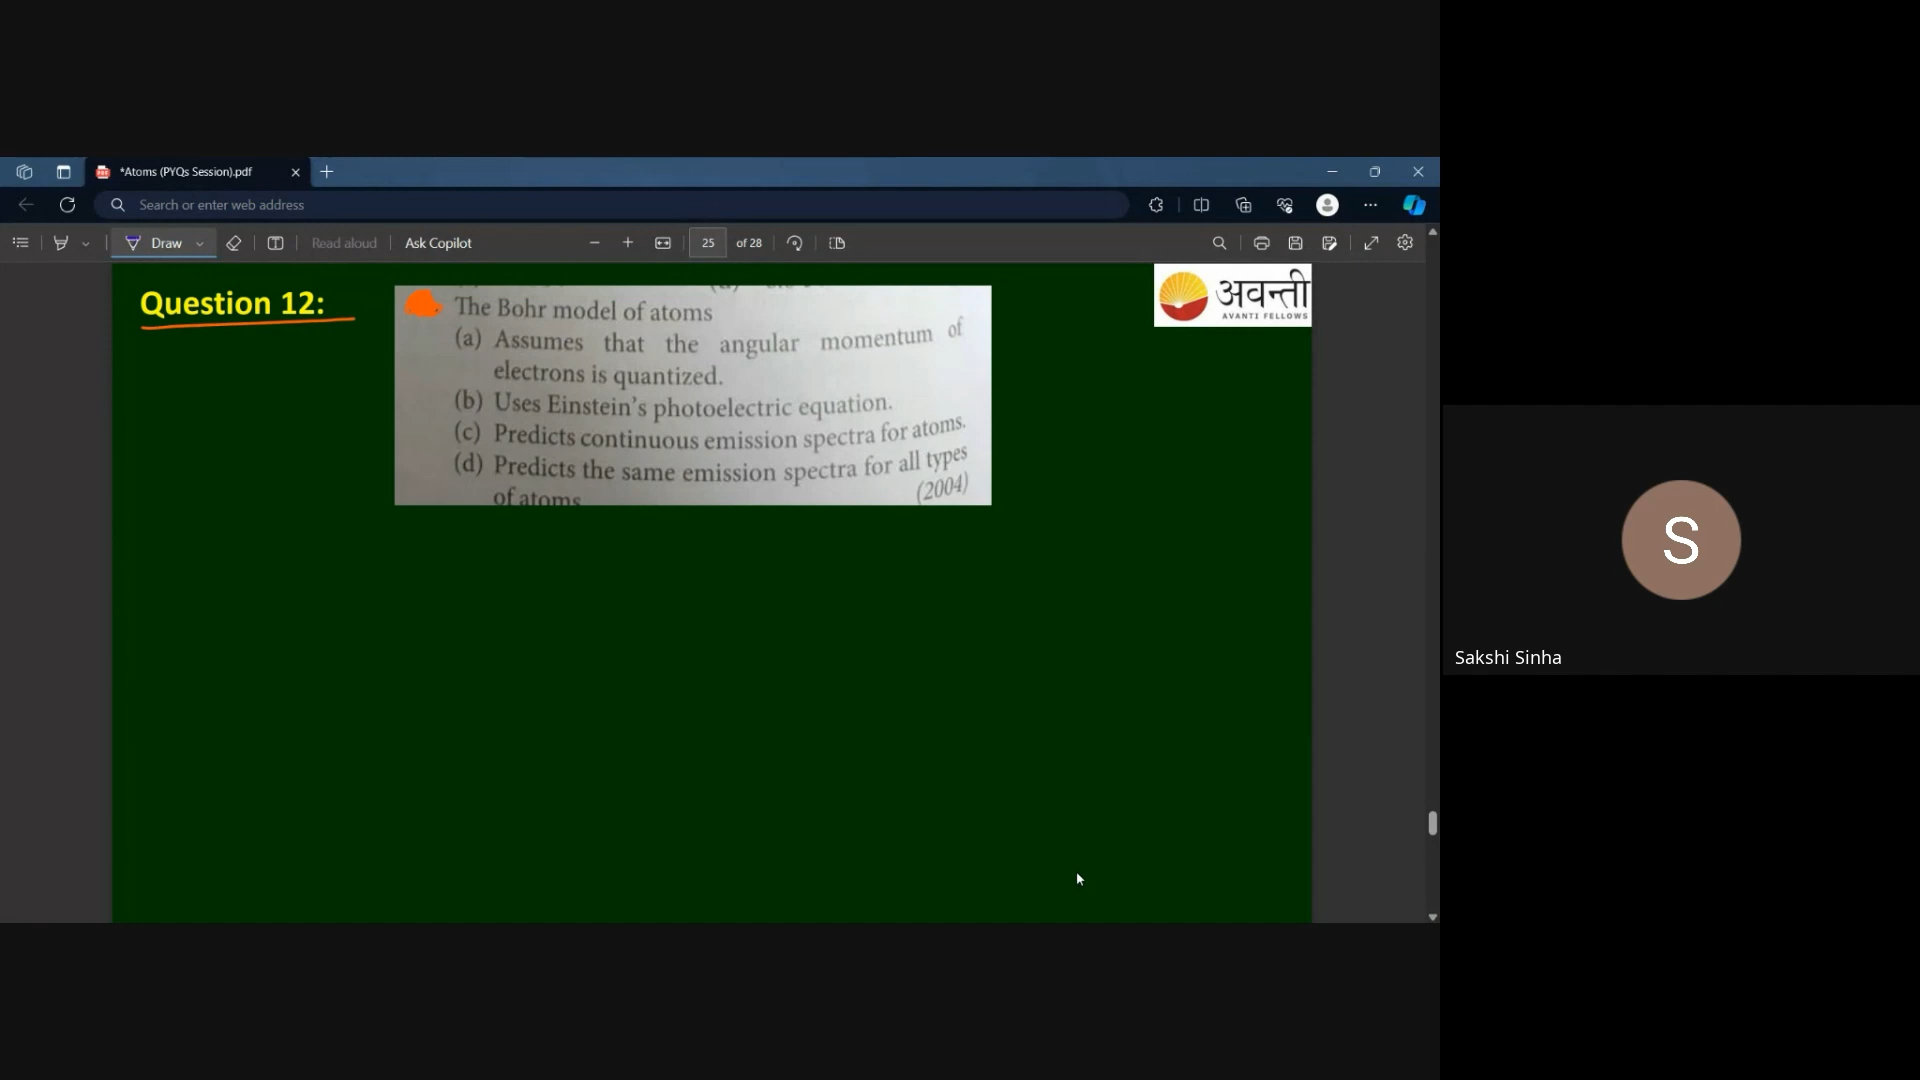 *Atoms (PYQs Session).pdf
Search or enter web address
Draw
Read aloud
Ask Copilot
25
of 28
Question 12:
The Bohr model of atoms
(a) Assumes that the angular momentum of
electrons is quantized.
(b) Uses Einstein's photoelectric equation.
(c) Predicts continuous emission spectra for atoms.
(d) Predicts the same emission spectra for all types
of atoms
(2004)
अवन्ती
AVANTI FELLOWS
S
Sakshi Sinha